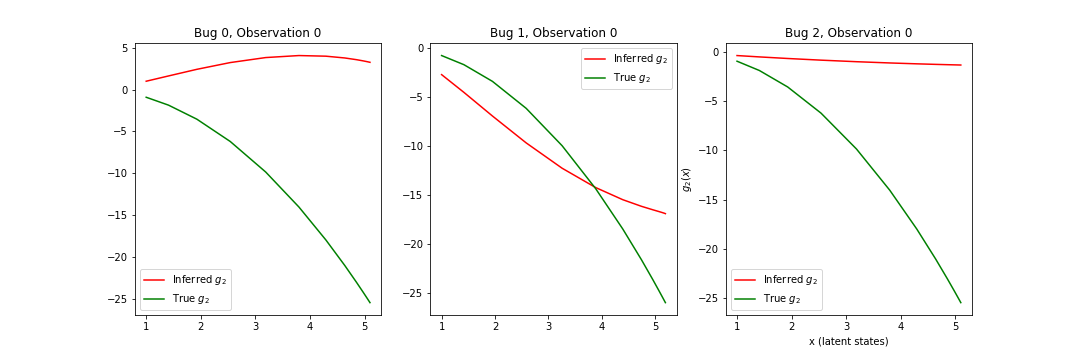 Bug 0, Observation 0
5
0
−5
−10
−15
−20
−25
1 2 3 4 5
Inferred g₂
True g₂
Bug 1, Observation 0
0
−5
−10
−15
−20
−25
1 2 3 4 5
Inferred g₂
True g₂
Bug 2, Observation 0
g₂(x)
0
−5
−10
−15
−20
−25
1 2 3 4 5
x (latent states)
Inferred g₂
True g₂